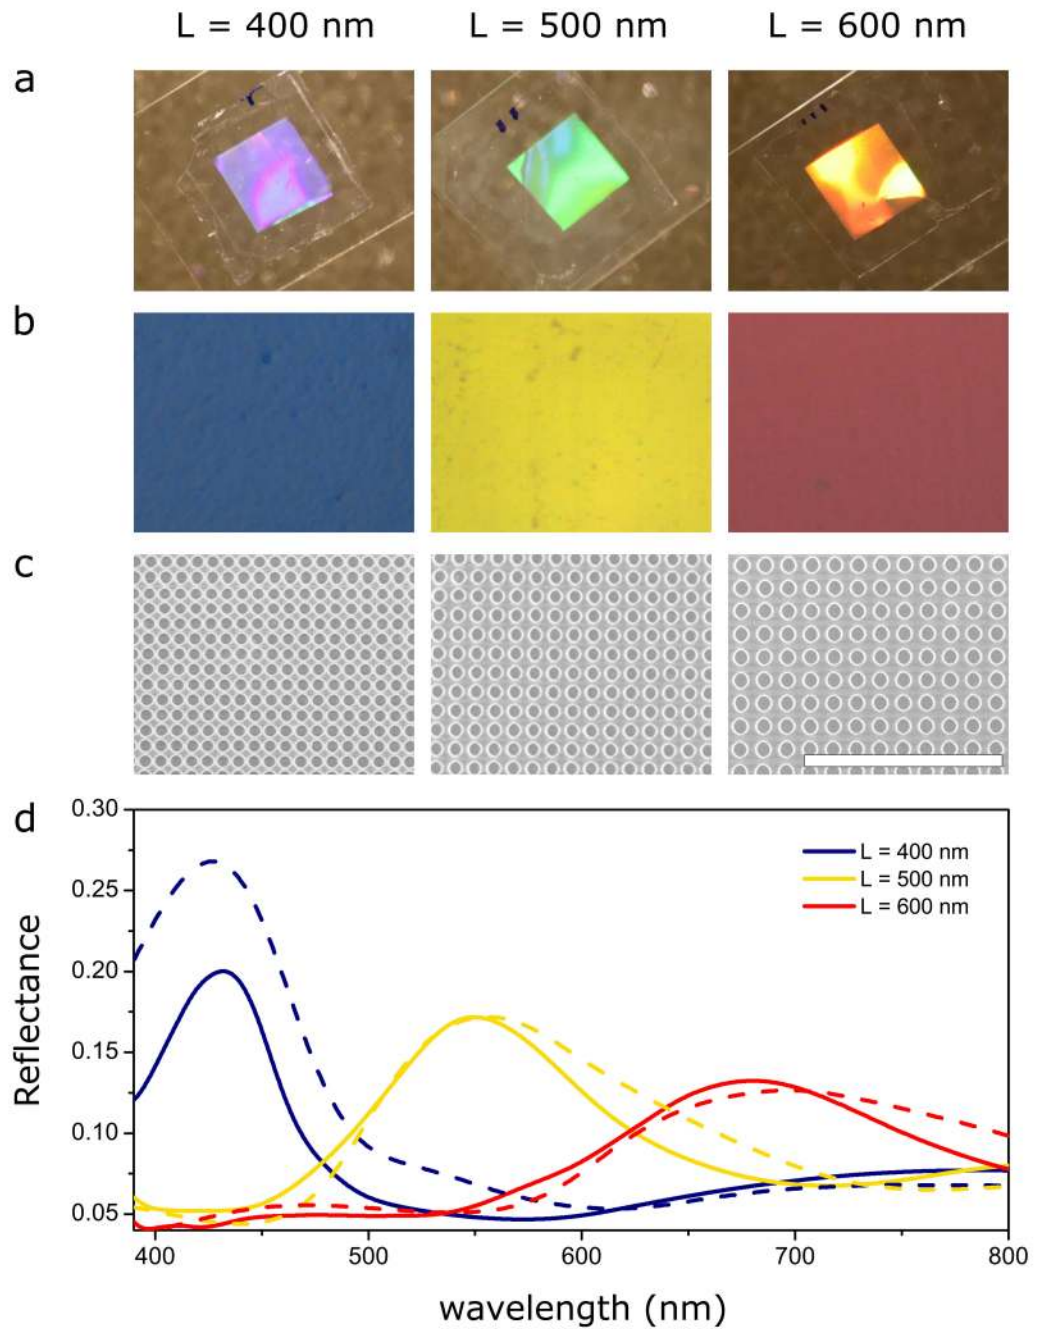 L = 400 nm
L = 500 nm
L = 600 nm
a
b
c
d
0.30
0.25
0.20
0.15
0.10
0.05
Reflectance
L = 400 nm
L = 500 nm
L = 600 nm
400
500
600
700
800
wavelength (nm)